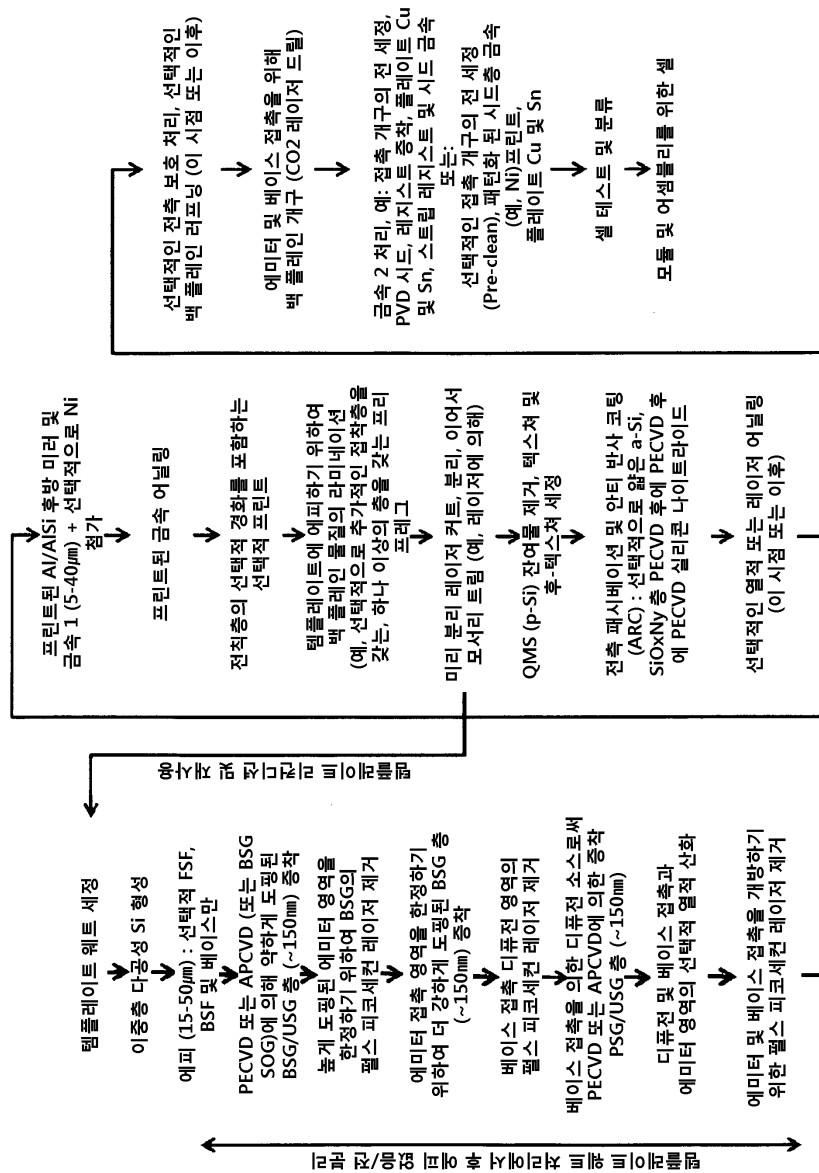 템플레이트 웨트 세정
이중층 다공성 Si 형성
에피 (15-50μm) : 선택적 FSF,
BSF 및 베이스만
PECVD 또는 APCVD (또는 BSG
SOG)에 의해 약하게 도핑된
BSG/USG 층 (~150nm) 증착
높게 도핑된 에미터 영역을
한정하기 위하여 BSG의
펄스 피코세컨 레이저 제거
에미터 접촉 영역을 한정하기
위하여 더 강하게 도핑된 BSG 층
(~150nm) 증착
베이스 접촉 디퓨전 영역의
펄스 피코세컨 레이저 제거
베이스 접촉을 위한 디퓨전 소스로써
PECVD 또는 APCVD에 의한 증착
PSG/USG 층 (~150nm)
디퓨전 및 베이스 접촉과
에미터 영역의 선택적 열적 산화
에미터 및 베이스 접촉을 개방하기
위한 펄스 피코세컨 레이저 제거
템플레이트 웨트 처리에서 후 에피 없음/전 분리
템플레이트 리컨디션 및 재사용
프린트된 Al/AlSi 후방 미러 및
금속 1 (5-40μm) + 선택적으로 Ni
첨가
프린트된 금속 어닐링
전칙층의 선택적 경화를 포함하는
선택적 프린트
템플레이트에 에피하기 위하여
백 플레인 물질의 라미네이션
(예, 선택적으로 추가적인 접착층을
갖는, 하나 이상의 층을 갖는 프리
프레그
미리 분리 레이저 커트, 분리, 이어서
모서리 트림 (예, 레이저에 의해)
QMS (p-Si) 잔여물 제거, 텍스쳐 및
후-텍스쳐 세정
전측 패시베이션 및 안티 반사 코팅
(ARC) : 선택적으로 얇은 a-Si,
SiOxNy 층 PECVD 후에 PECVD 후
에 PECVD 실리콘 나이트라이드
선택적인 열적 또는 레이저 어닐링
(이 시점 또는 이후)
선택적인 전측 보호 처리, 선택적인
백 플레인 러프닝 (이 시점 또는 이후)
에미터 및 베이스 접촉을 위해
백 플레인 개구 (CO2 레이저 드릴)
금속 2 처리, 예: 접촉 개구의 전 세정,
PVD 시드, 레지스트 증착, 플레이트 Cu
및 Sn, 스트립 레지스트 및 시드 금속
또는:
선택적인 접촉 개구의 전 세정
(Pre-clean), 패턴화 된 시드층 금속
(예, Ni)프린트,
플레이트 Cu 및 Sn
셀 테스트 및 분류
모듈 및 어셈블리를 위한 셀